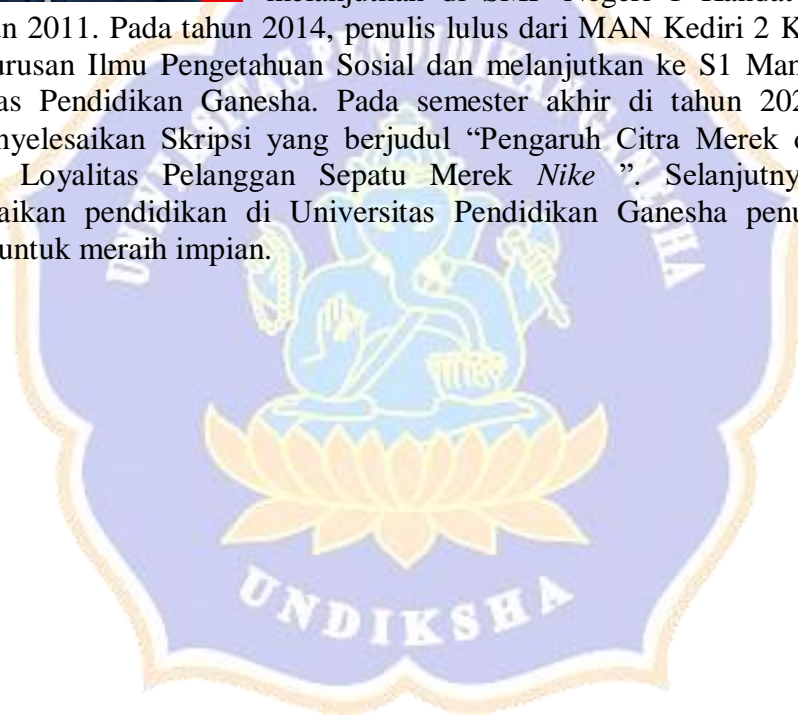 melanjutkan di SMP Negeri 1 Kandat
un 2011. Pada tahun 2014, penulis lulus dari MAN Kediri 2 K
urusan Ilmu Pengetahuan Sosial dan melanjutkan ke S1 Man
as Pendidikan Ganesha. Pada semester akhir di tahun 202
nyelesaikan Skripsi yang berjudul “Pengaruh Citra Merek
Loyalitas Pelanggan Sepatu Merek Nike ”. Selanjutny
aikan pendidikan di Universitas Pendidikan Ganesha penu
untuk meraih impian.
UNDIKSHA